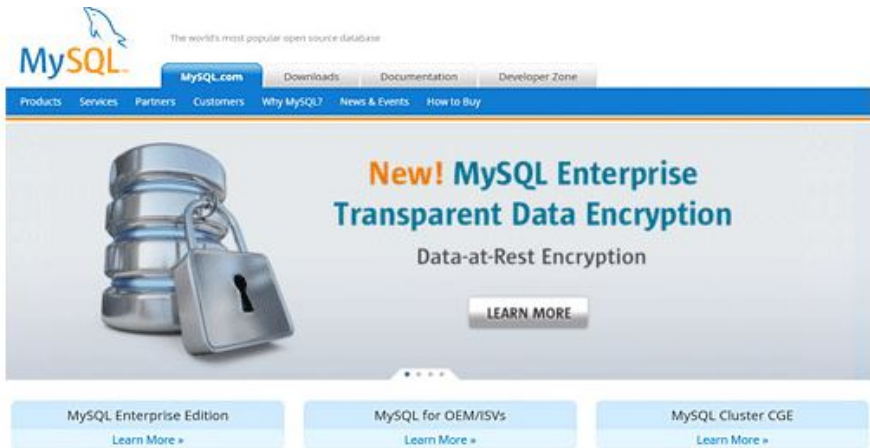 The world's most popular open source database
MySQL™
MySQL.com Downloads Documentation Developer Zone
Products Services Partners Customers Why MySQL? News & Events How to Buy
New! MySQL Enterprise
Transparent Data Encryption
Data-at-Rest Encryption
LEARN MORE
MySQL Enterprise Edition MySQL for OEM/ISVs MySQL Cluster CGE
Learn More » Learn More » Learn More »